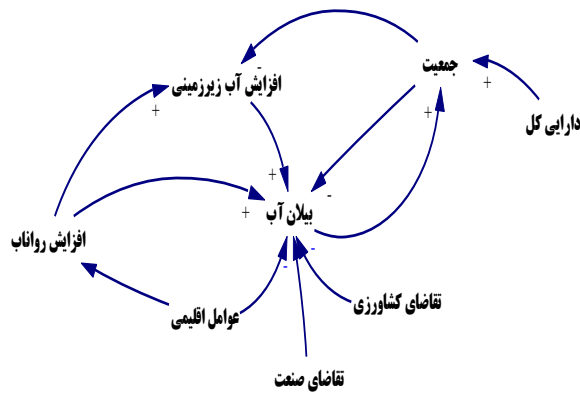 جمعیت
افزایش آب زیرزمینی
دارایی کل
بیلان آب
افزایش رواناب
عوامل اقلیمی
تقاضای کشاورزی
تقاضای صنعت